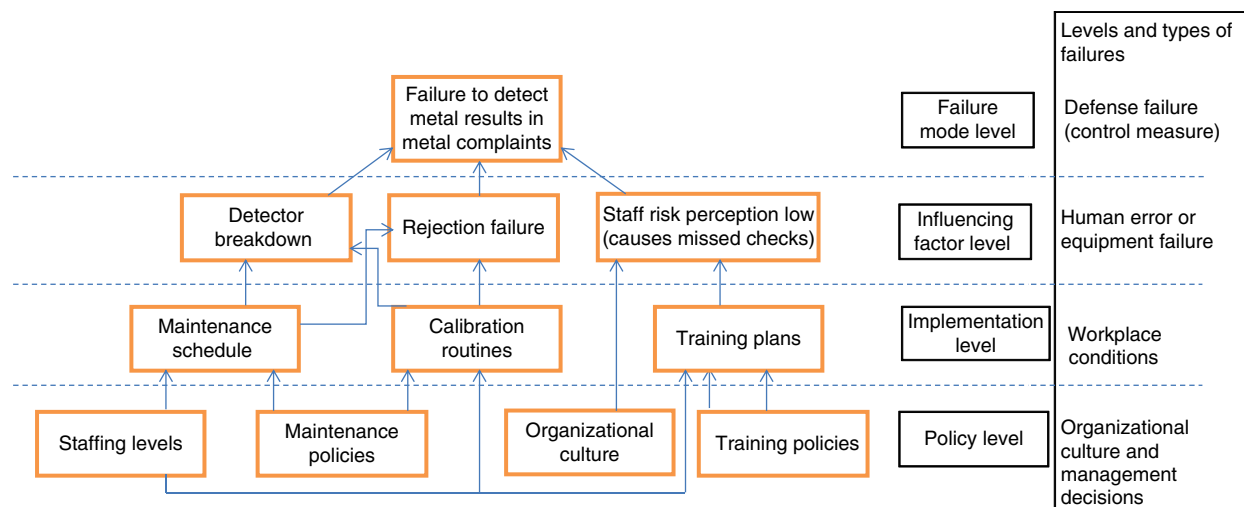 Levels and types of
failures
Failure to detect
metal results in
metal complaints
Failure
mode level
Defense failure
(control measure)
Detector
breakdown
Rejection failure
Staff risk perception low
(causes missed checks)
Influencing
factor level
Human error or
equipment failure
Maintenance
schedule
Calibration
routines
Training plans
Implementation
level
Workplace
conditions
Staffing levels
Maintenance
policies
Organizational
culture
Training policies
Policy level
Organizational
culture and
management
decisions